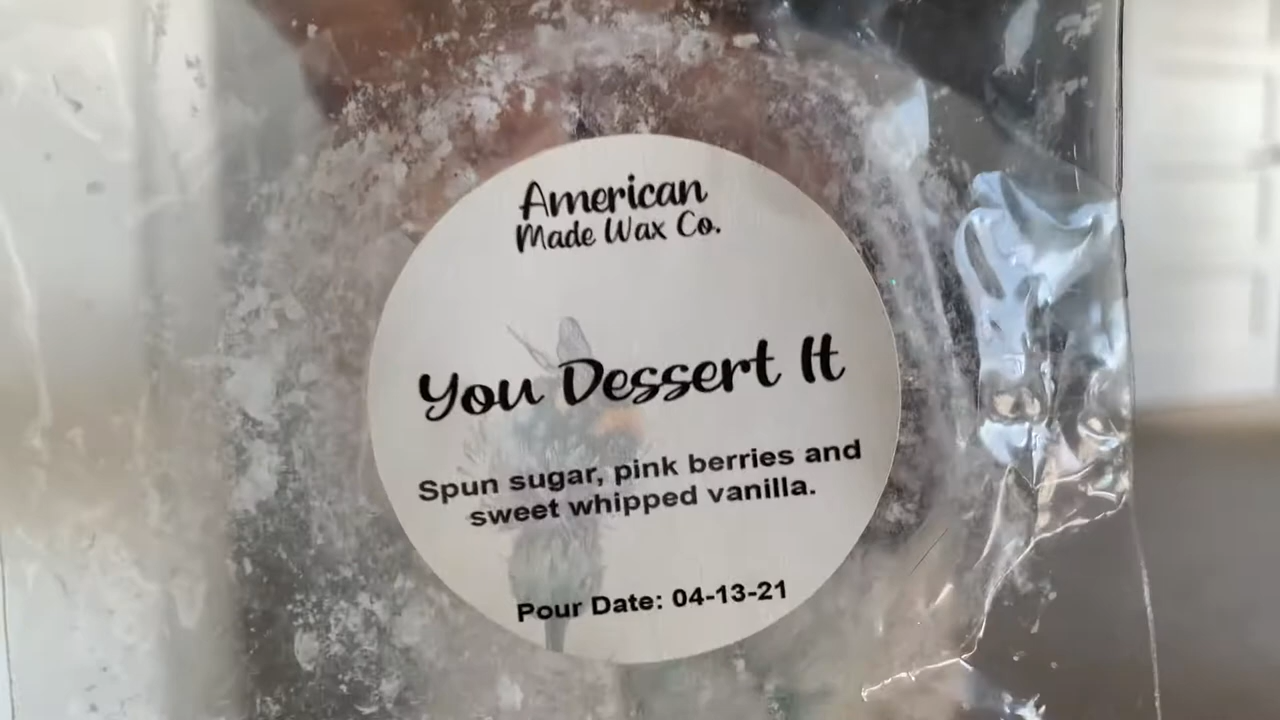 American
Made Wax Co.
You Dessert It
Spun sugar, pink berries and
sweet whipped vanilla.
Pour Date: 04-13-21